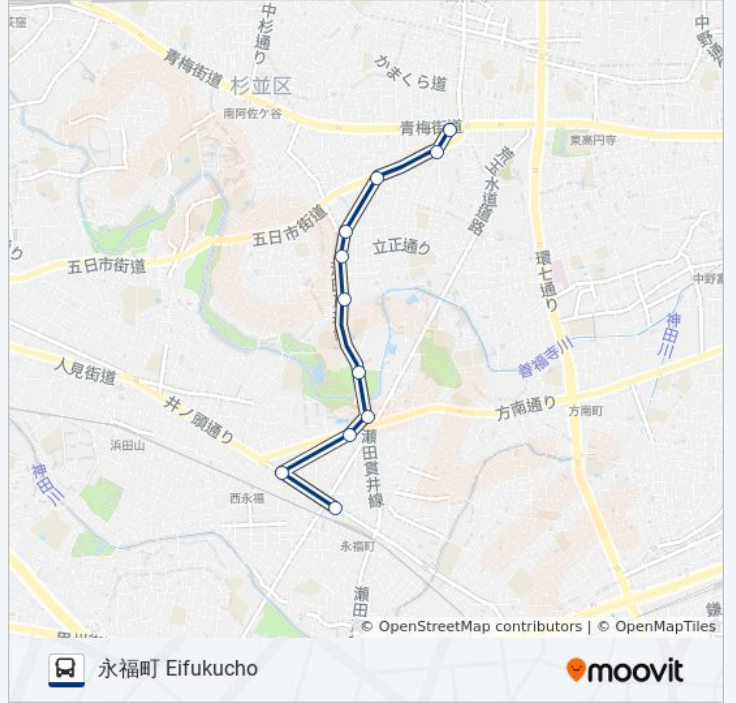 中杉通り
中野通
荻窪
青梅街道
かまくら道
杉並区
南阿佐ケ谷
青梅街道
東高円寺
荒玉水道道路
五日市街道
立正通り
五日市街道
環七通り
中野富
神田川
善福寺川
人見街道
井ノ頭通り
方南通り
方南町
浜田山
瀬田貫井線
神田川
西永福
永福町
瀬田
鎌
© OpenStreetMap contributors | © OpenMapTiles
永福町 Eifukucho
moovit